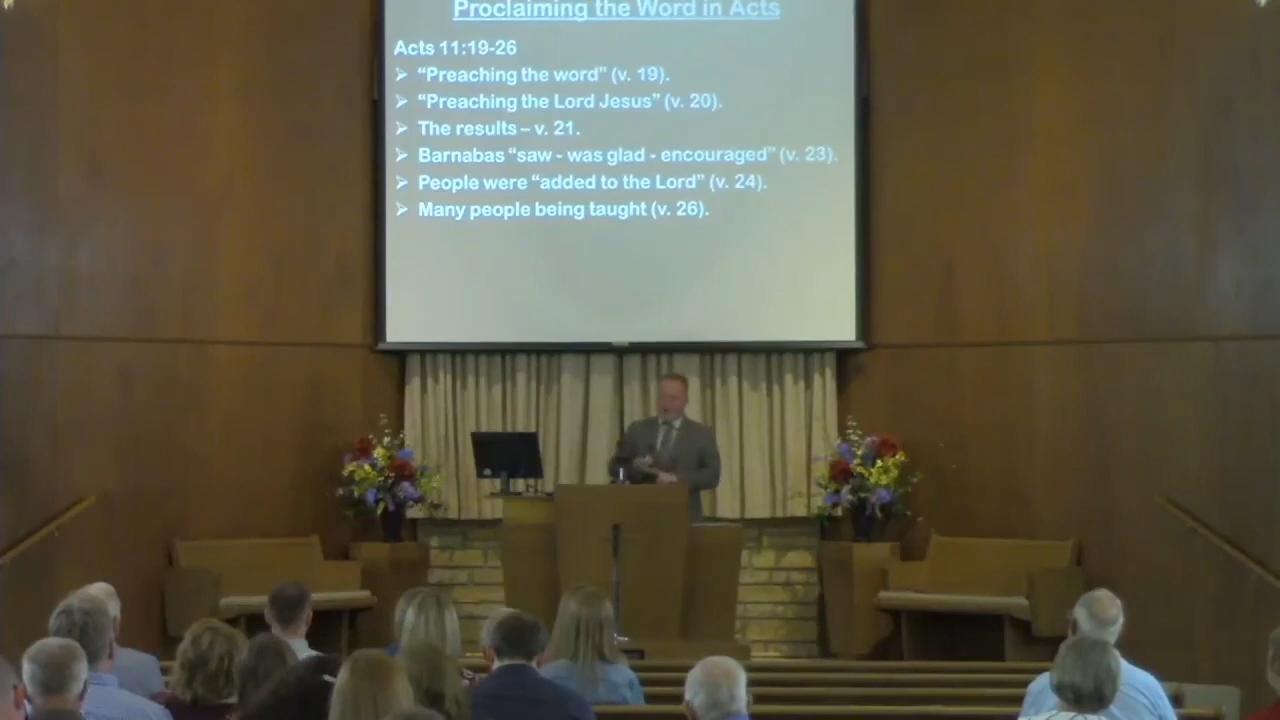 Proclaiming the Word in Acts
Acts 11:19-26
➢ “Preaching the word” (v. 19).
➢ “Preaching the Lord Jesus” (v. 20).
➢ The results – v. 21.
➢ Barnabas “saw - was glad - encouraged” (v. 23).
➢ People were “added to the Lord” (v. 24).
➢ Many people being taught (v. 26).